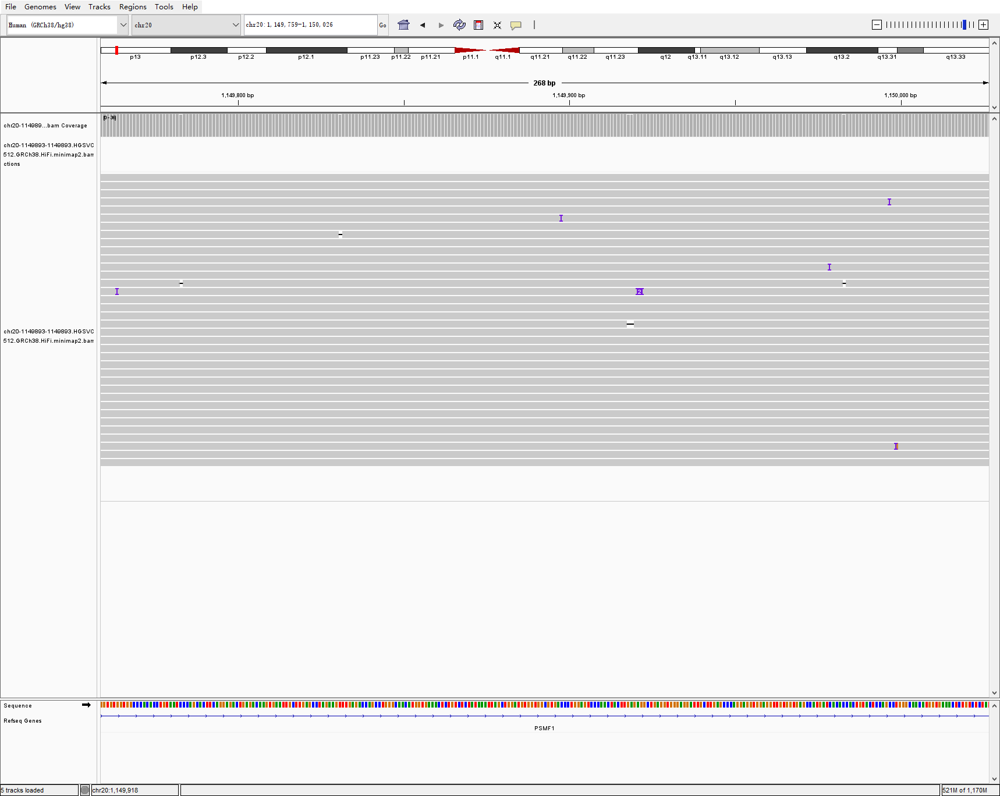 File Genomes View Tracks Regions Tools Help
Human (GRCh38/hg38) chr20 chr20:1,149,759-1,150,026 Go
p13 p12.3 p12.2 p12.1 p11.23 p11.22 p11.21 p11.1 q11.1 q11.21 q11.22 q11.23 q12 q13.11 q13.12 q13.13 q13.2 q13.31 q13.33
268 bp
1,149,800 bp 1,149,900 bp 1,150,000 bp
[0 - 36]
chr20-114989...bam Coverage
chr20-1149893-1149893.HGSVC
512.GRCh38.HiFi.minimap2.bam
ctions
2
chr20-1149893-1149893.HGSVC
512.GRCh38.HiFi.minimap2.bam
Sequence
Refseq Genes
PSMF1
5 tracks loaded chr20:1,149,918 521M of 1,170M